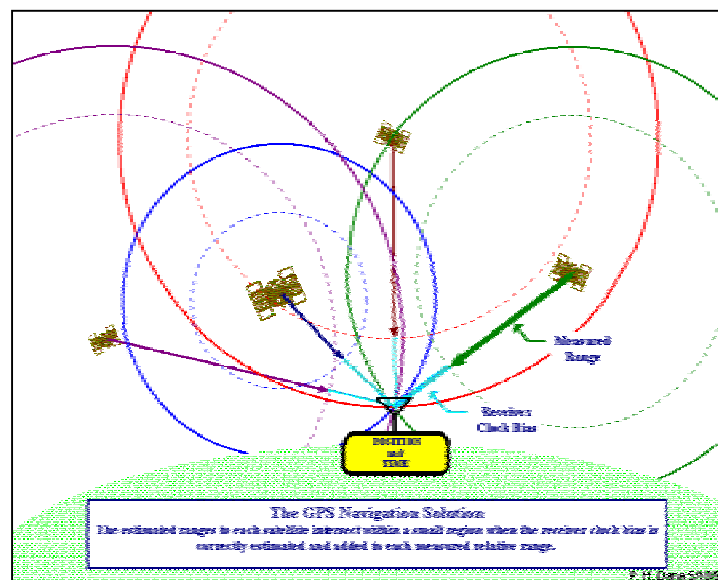 Measured
Range
Receiver
Clock Bias
POSITION
and
TIME
The GPS Navigation Solution
The estimated ranges to each satellite intersect within a small region when the receiver clock bias is
correctly estimated and added to each measured relative range.
P. H. Dana